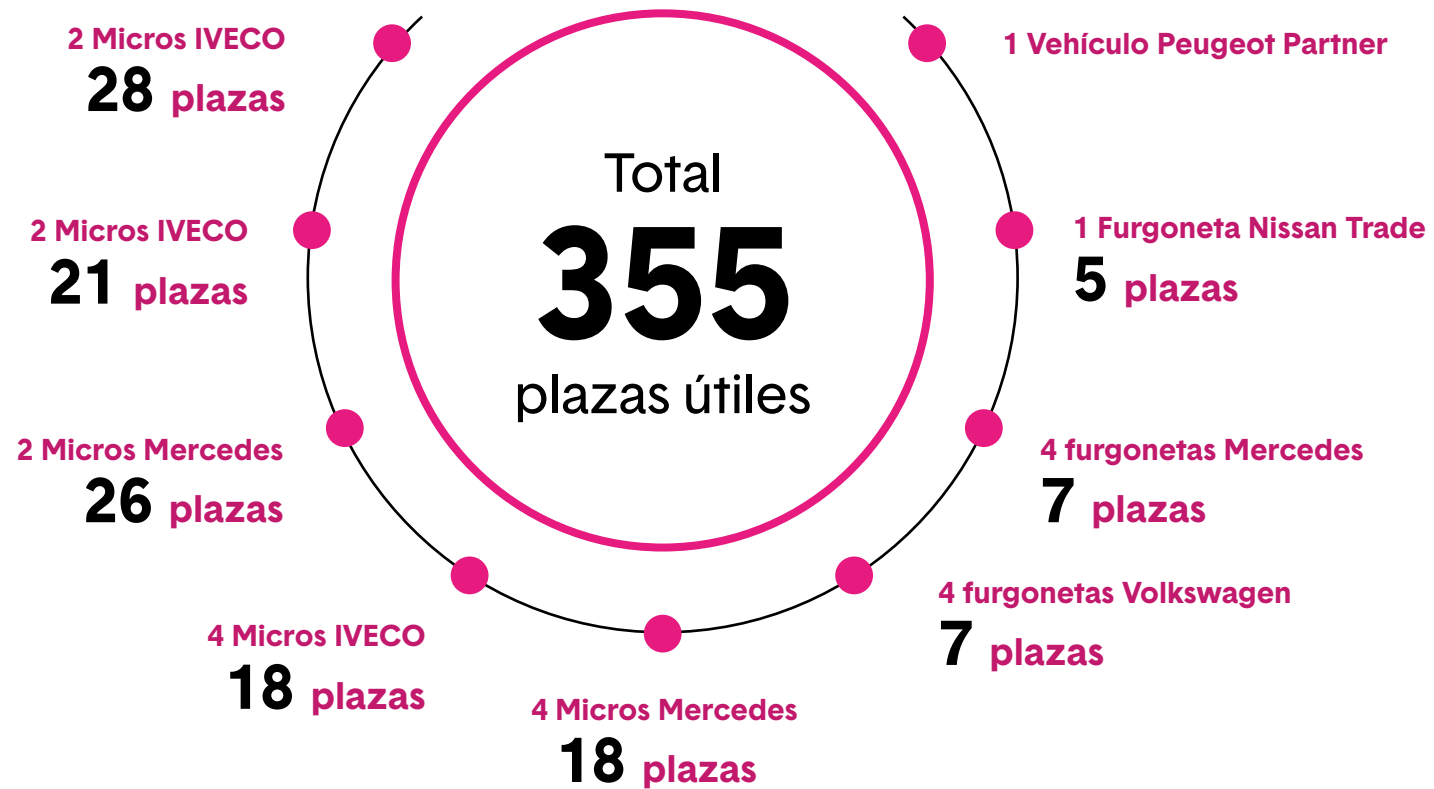 2 Micros IVECO
28 plazas
2 Micros IVECO
21 plazas
2 Micros Mercedes
26 plazas
4 Micros IVECO
18 plazas
4 Micros Mercedes
18 plazas
4 furgonetas Volkswagen
7 plazas
4 furgonetas Mercedes
7 plazas
1 Furgoneta Nissan Trade
5 plazas
1 Vehículo Peugeot Partner
Total
355
plazas útiles